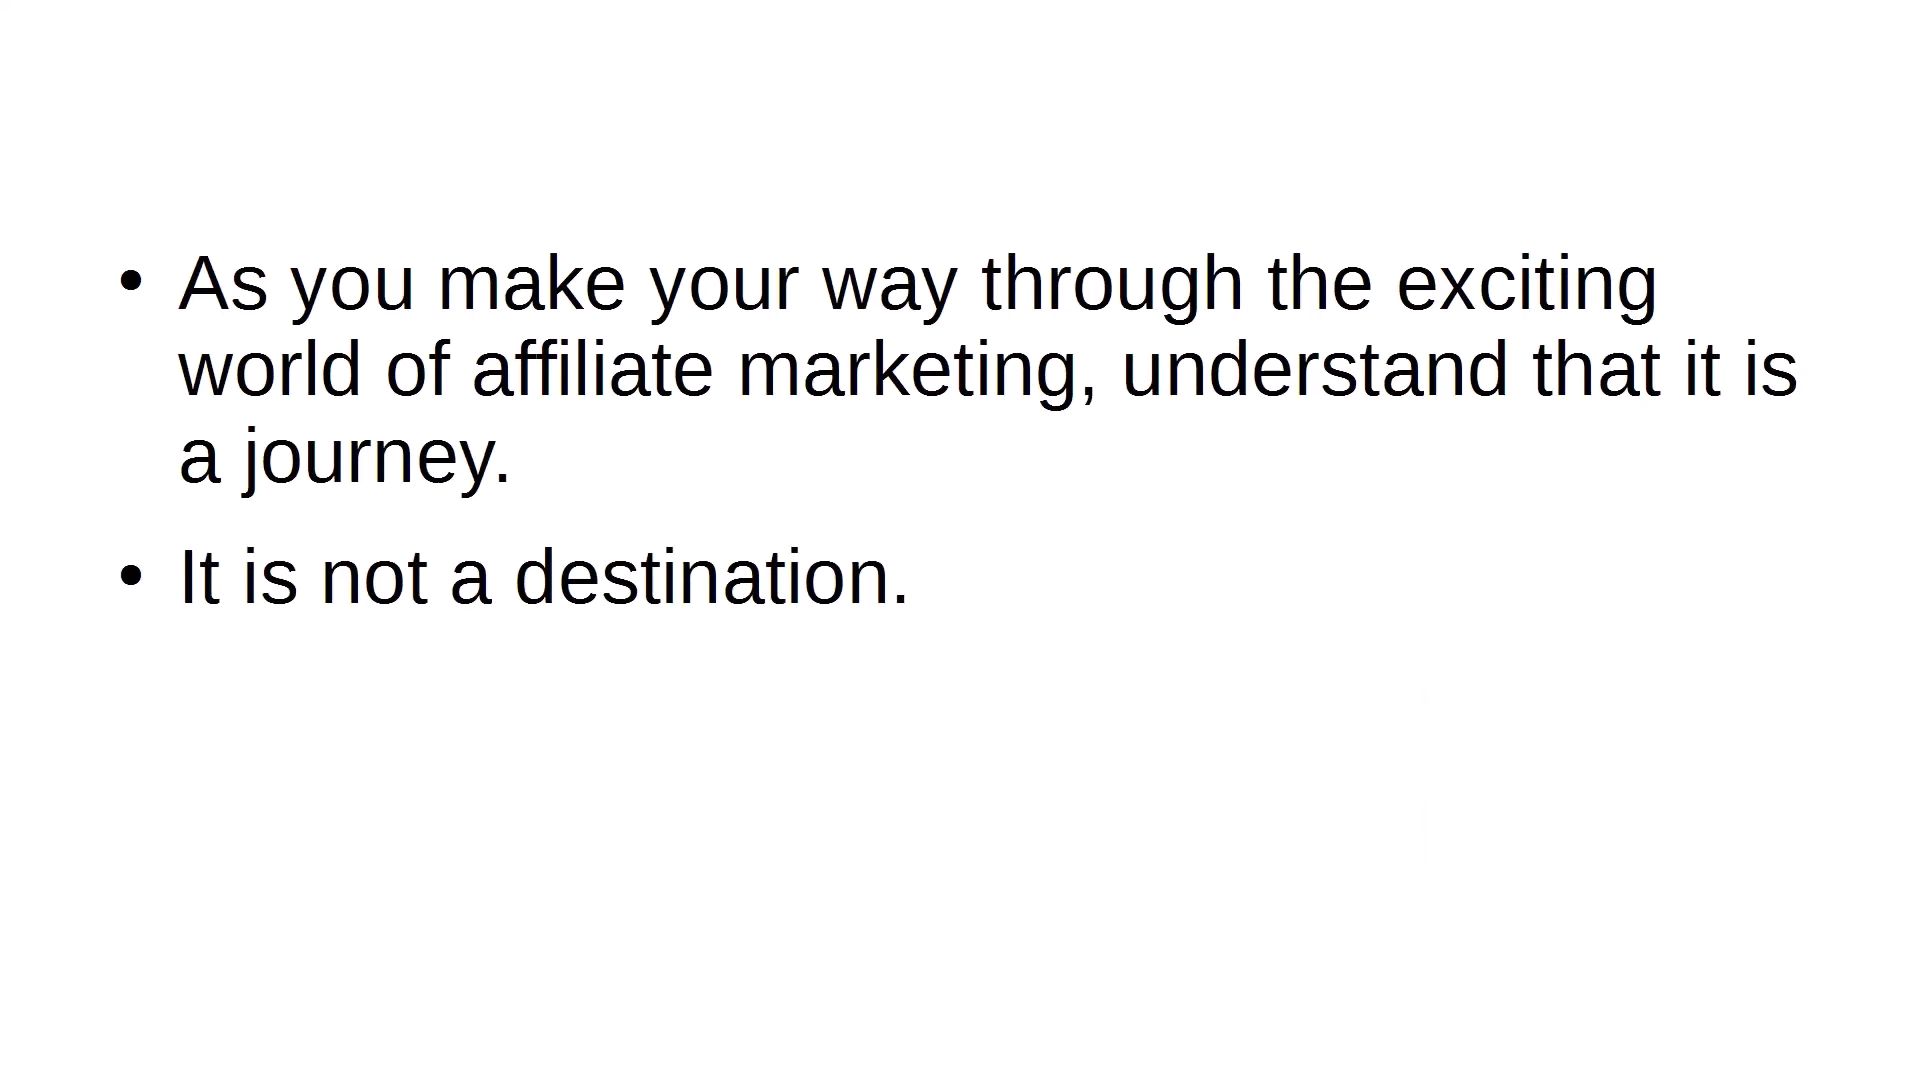 • As you make your way through the exciting
world of affiliate marketing, understand that it is
a journey.
• It is not a destination.